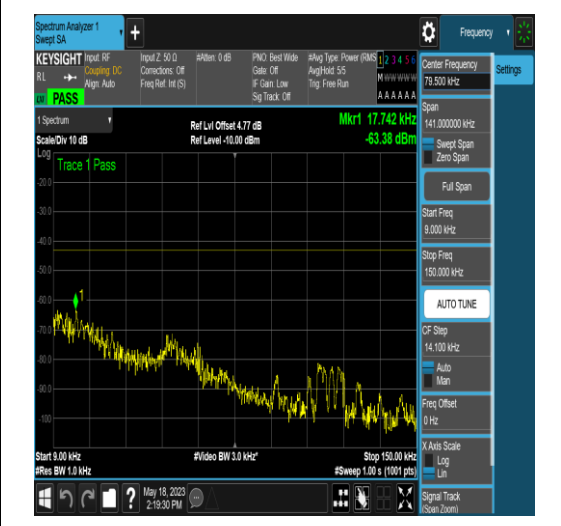 Spectrum Analyzer 1
Swept SA
+
Frequency
KEYSIGHT
RL
PASS
Input: RF
Coupling: DC
Align: Auto
Input Z: 50 Ω
Corrections: Off
Freq Ref: Int (S)
#Atten: 0 dB
PNO: Best Wide
Gate: Off
IF Gain: Low
Sig Track: Off
#Avg Type: Power (RMS
Avg|Hold: 5/5
Trig: Free Run
1 2 3 4 5 6
M W W W W W
A A A A A A
1 Spectrum
Scale/Div 10 dB
Ref Lvl Offset 4.77 dB
Ref Level -10.00 dBm
Mkr1 17.742 kHz
-63.38 dBm
Log
Trace 1 Pass
-20.0
-30.0
-40.0
-50.0
-60.0
-70.0
-80.0
-90.0
-100
1
Start 9.00 kHz
#Res BW 1.0 kHz
#Video BW 3.0 kHz*
Stop 150.00 kHz
#Sweep 1.00 s (1001 pts)
?
May 18, 2023
2:19:30 PM
Center Frequency
79.500 kHz
Settings
Span
141.000000 kHz
Swept Span
Zero Span
Full Span
Start Freq
9.000 kHz
Stop Freq
150.000 kHz
AUTO TUNE
CF Step
14.100 kHz
Auto
Man
Freq Offset
0 Hz
X Axis Scale
Log
Lin
Signal Track
(Span Zoom)